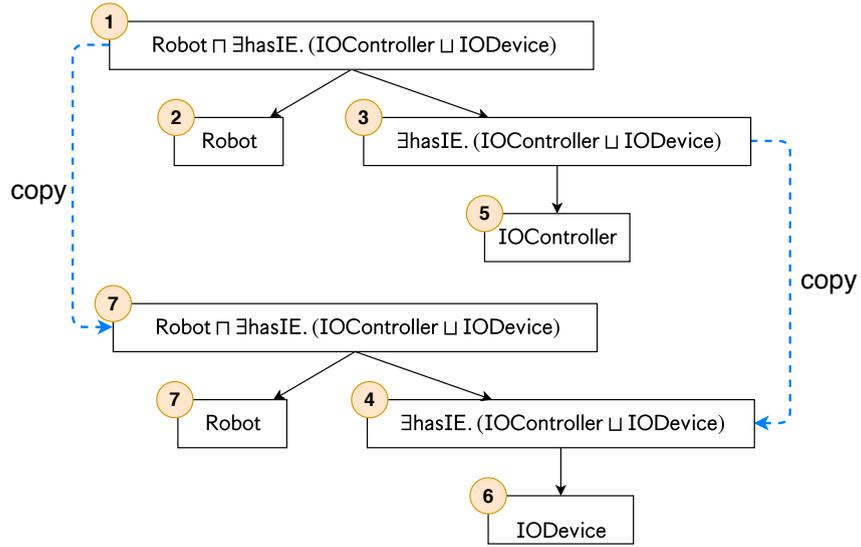 1
Robot ⊓ ∃hasIE. (IOController ⊔ IODevice)
2
Robot
3
∃hasIE. (IOController ⊔ IODevice)
copy
5
IOController
copy
7
Robot ⊓ ∃hasIE. (IOController ⊔ IODevice)
7
Robot
4
∃hasIE. (IOController ⊔ IODevice)
6
IODevice